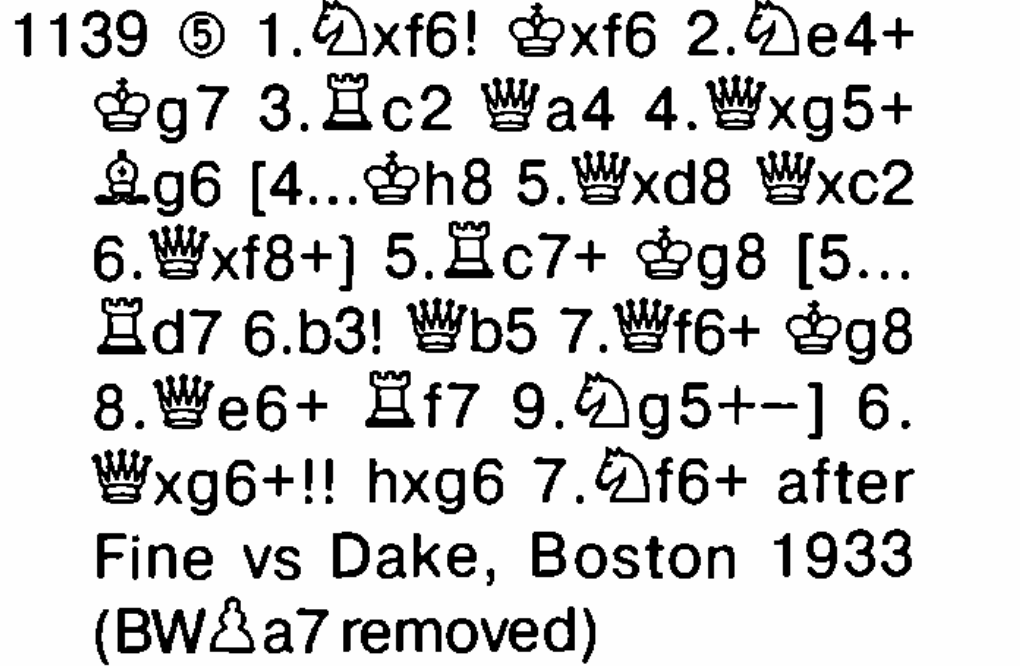 1139 ⑤ 1.♘xf6! ♔xf6 2.♘e4+
♔g7 3.♖c2 ♕a4 4.♕xg5+
♗g6 [4...♔h8 5.♕xd8 ♕xc2
6.♕xf8+] 5.♖c7+ ♔g8 [5...
♖d7 6.b3! ♕b5 7.♕f6+ ♔g8
8.♕e6+ ♖f7 9.♘g5+−] 6.
♕xg6+!! hxg6 7.♘f6+ after
Fine vs Dake, Boston 1933
(BW♙a7 removed)